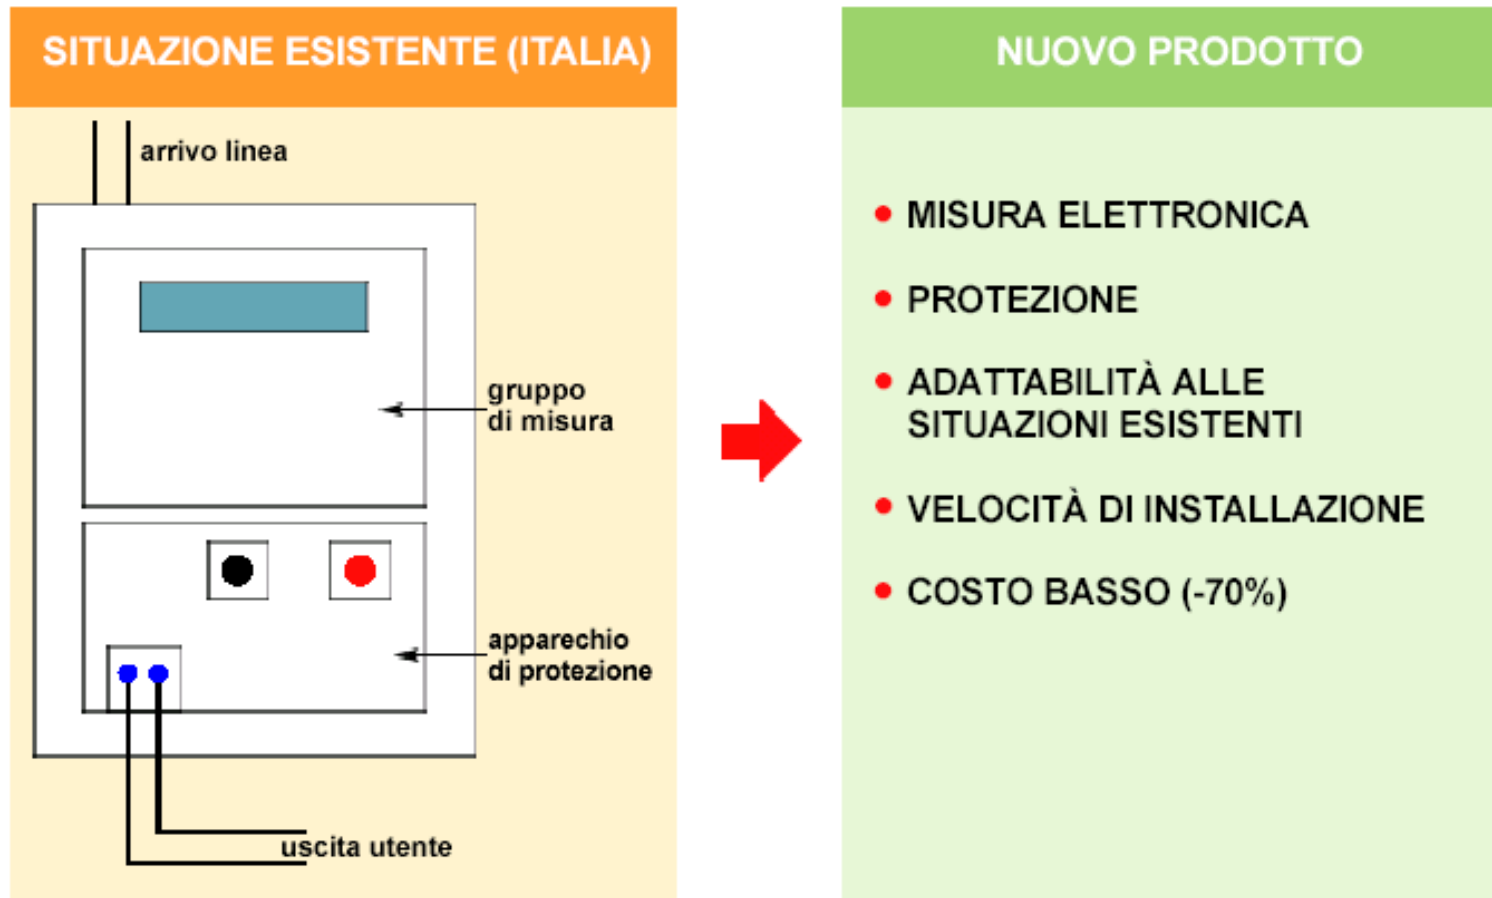 SITUAZIONE ESISTENTE (ITALIA)
arrivo linea
gruppo
di misura
apparechio
di protezione
uscita utente
NUOVO PRODOTTO
• MISURA ELETTRONICA
• PROTEZIONE
• ADATTABILITÀ ALLE
SITUAZIONI ESISTENTI
• VELOCITÀ DI INSTALLAZIONE
• COSTO BASSO (-70%)